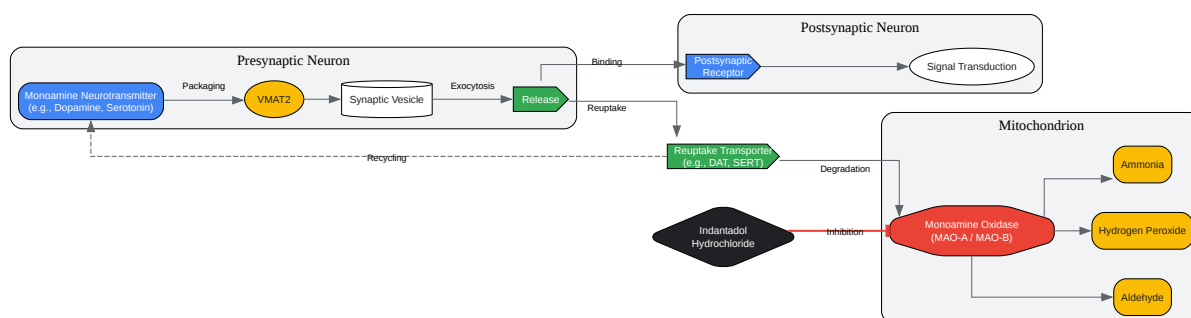 Postsynaptic Neuron
Presynaptic Neuron
Binding
Postsynaptic
Receptor
Signal Transduction
Monoamine Neurotransmitter
(e.g., Dopamine, Serotonin)
Packaging
VMAT2
Synaptic Vesicle
Exocytosis
Release
Reuptake
Mitochondrion
Recycling
Reuptake Transporter
(e.g., DAT, SERT)
Degradation
Ammonia
Indantadol
Hydrochloride
Inhibition
Monoamine Oxidase
(MAO-A / MAO-B)
Hydrogen Peroxide
Aldehyde